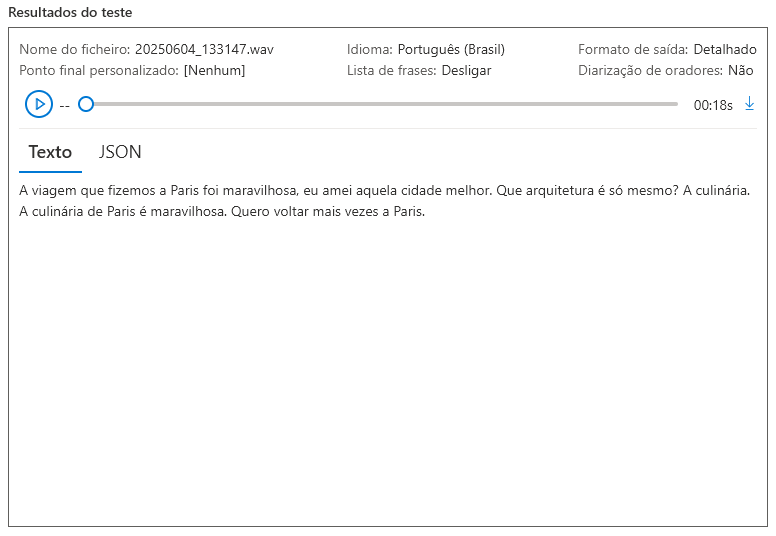 Resultados do teste
Nome do ficheiro: 20250604_133147.wav Idioma: Português (Brasil) Formato de saída: Detalhado
Ponto final personalizado: [Nenhum] Lista de frases: Desligar Diarização de oradores: Não
-- 00:18s
Texto JSON
A viagem que fizemos a Paris foi maravilhosa, eu amei aquela cidade melhor. Que arquitetura é só mesmo? A culinária.
A culinária de Paris é maravilhosa. Quero voltar mais vezes a Paris.